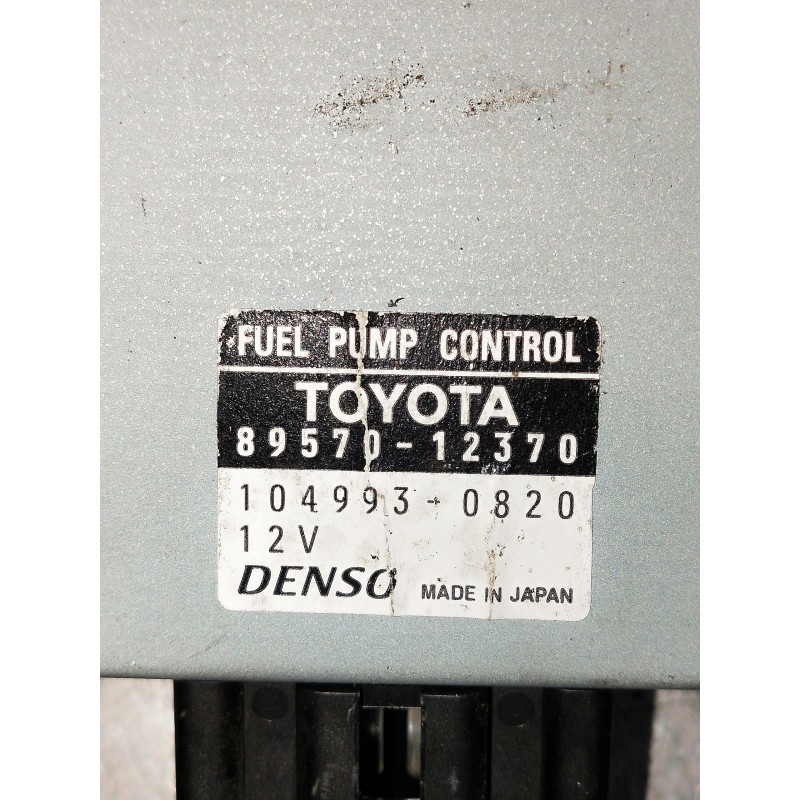 FUEL PUMP CONTROL
TOYOTA
89570-12370
104993-0820
12V
DENSO MADE IN JAPAN